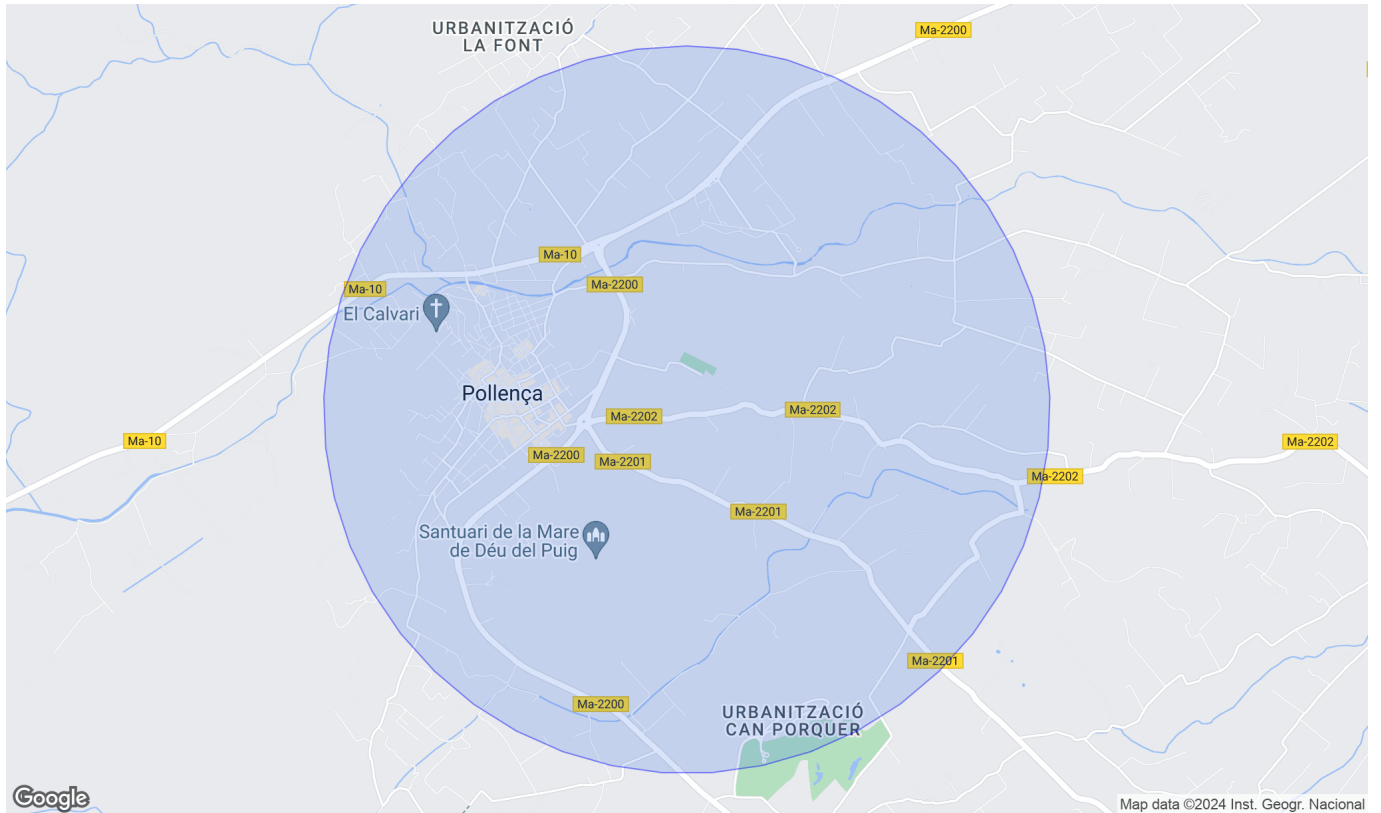 URBANITZACIÓ
LA FONT
Ma-2200
Ma-10
Ma-2200
Ma-10
El Calvari
Pollença
Ma-2202
Ma-2202
Ma-10
Ma-2202
Ma-2200
Ma-2201
Ma-2202
Ma-2201
Santuari de la Mare
de Déu del Puig
Ma-2201
Ma-2200
URBANITZACIÓ
CAN PORQUER
Google
Map data ©2024 Inst. Geogr. Nacional